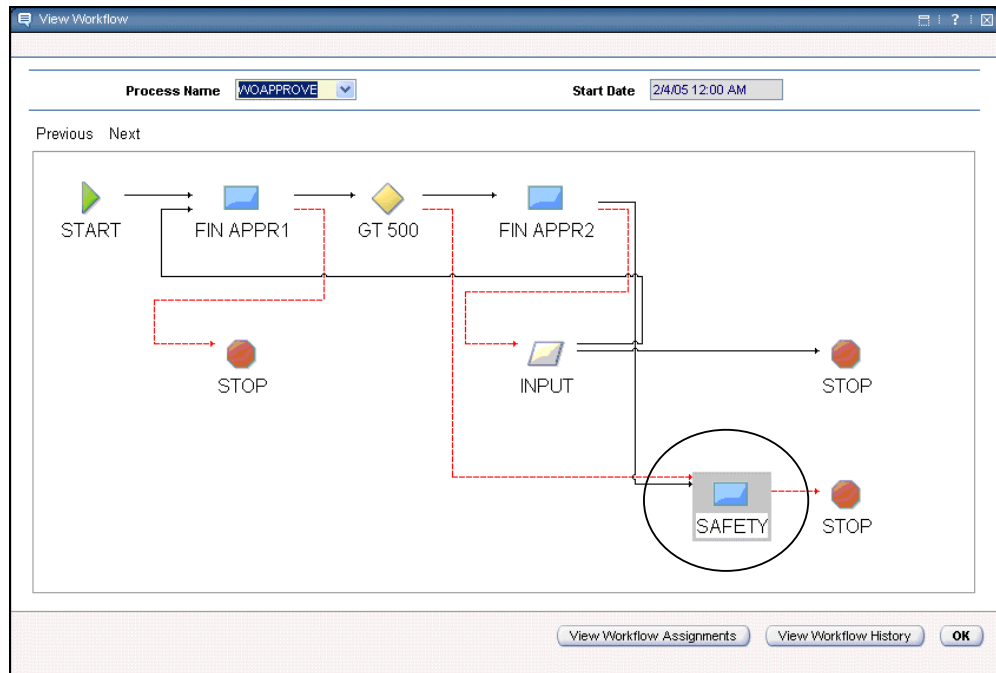 View Workflow
?
Process Name WOAPPROVE Start Date 2/4/05 12:00 AM
Previous Next
START FIN APPR1 GT 500 FIN APPR2
STOP INPUT STOP
SAFETY STOP
View Workflow Assignments View Workflow History OK